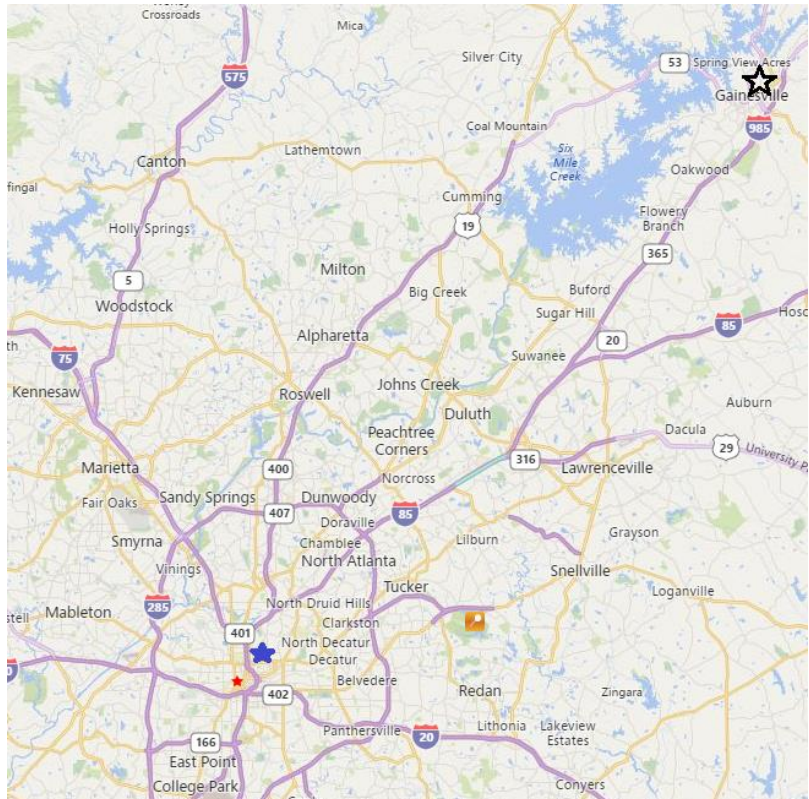 Crossroads
Mica
Silver City
53
Spring View Acres
Gainesville
575
985
Coal Mountain
Canton
Lathemtown
Six
Mile
Creek
Oakwood
fingal
Cumming
Flowery
Branch
Holly Springs
19
365
Milton
5
Big Creek
Buford
Woodstock
Sugar Hill
85
Hosc
th
75
Alpharetta
20
Suwanee
Kennesaw
Roswell
Johns Creek
Duluth
Auburn
Peachtree
Corners
Dacula
29
University P
Marietta
400
316
Lawrenceville
Norcross
Fair Oaks
Sandy Springs
Dunwoody
407
85
Doraville
Smyrna
Chamblee
Lilburn
Grayson
North Atlanta
Vinings
Snellville
Tucker
Loganville
285
North Druid Hills
stell
Mableton
Clarkston
401
North Decatur
Decatur
0
Belvedere
402
Redan
Zingara
Panthersville
20
Lithonia
Lakeview
Estates
166
East Point
College Park
Conyers